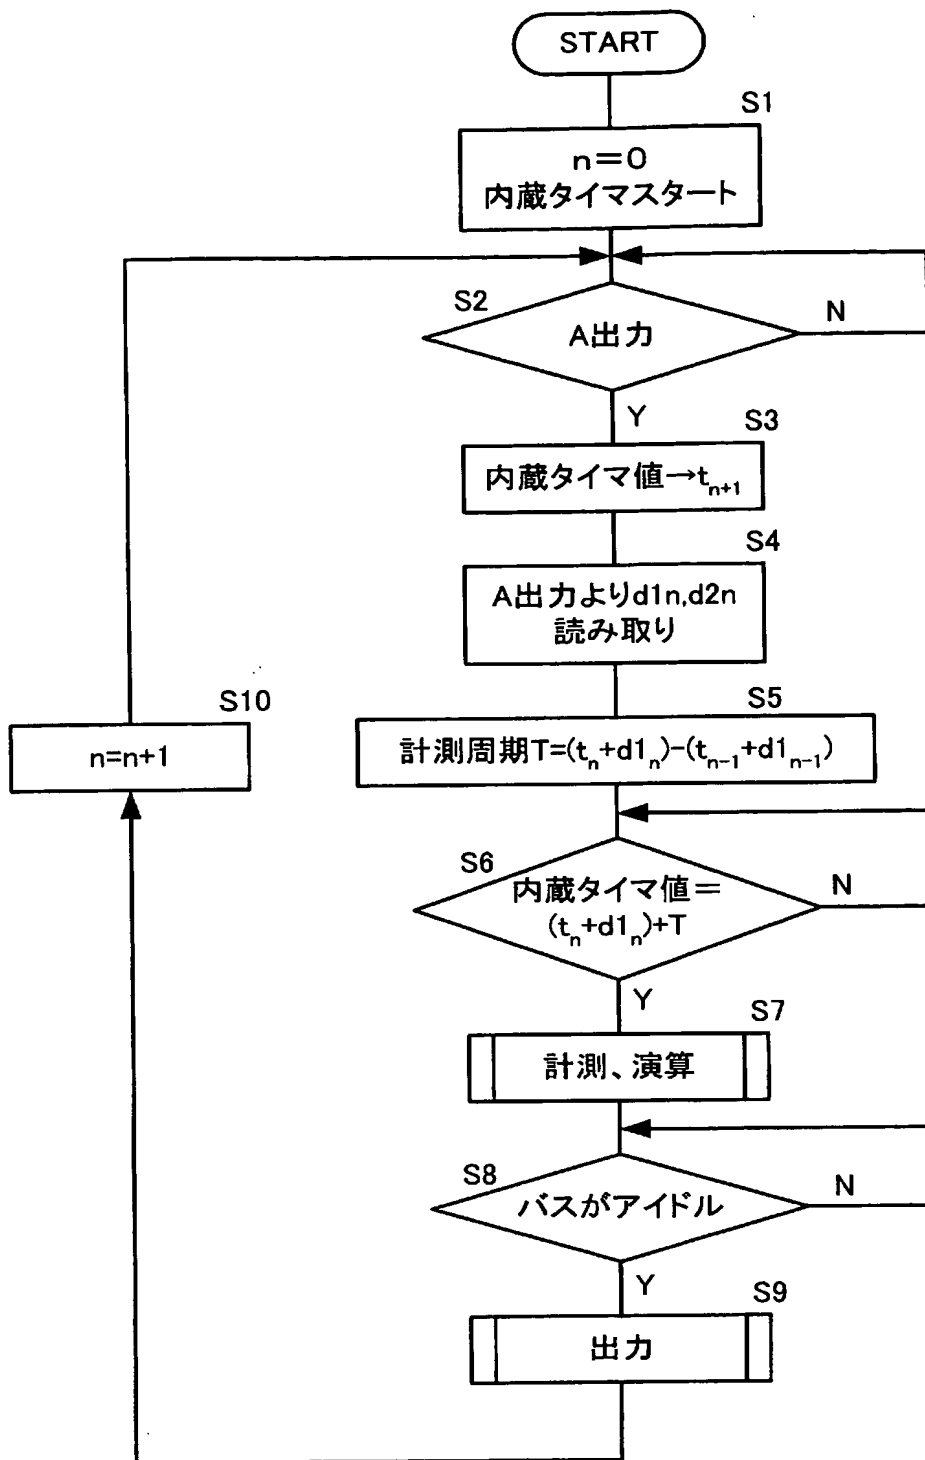 START
S1
n=0
内蔵タイマスタート
S2
A出力
N
Y
S3
内蔵タイマ値→tn+1
S4
A出力よりd1n,d2n
読み取り
S10
n=n+1
S5
計測周期T=(tn+d1n)-(tn-1+d1n-1)
S6
内蔵タイマ値=
(tn+d1n)+T
N
Y
S7
計測、演算
S8
バスがアイドル
N
Y
S9
出力